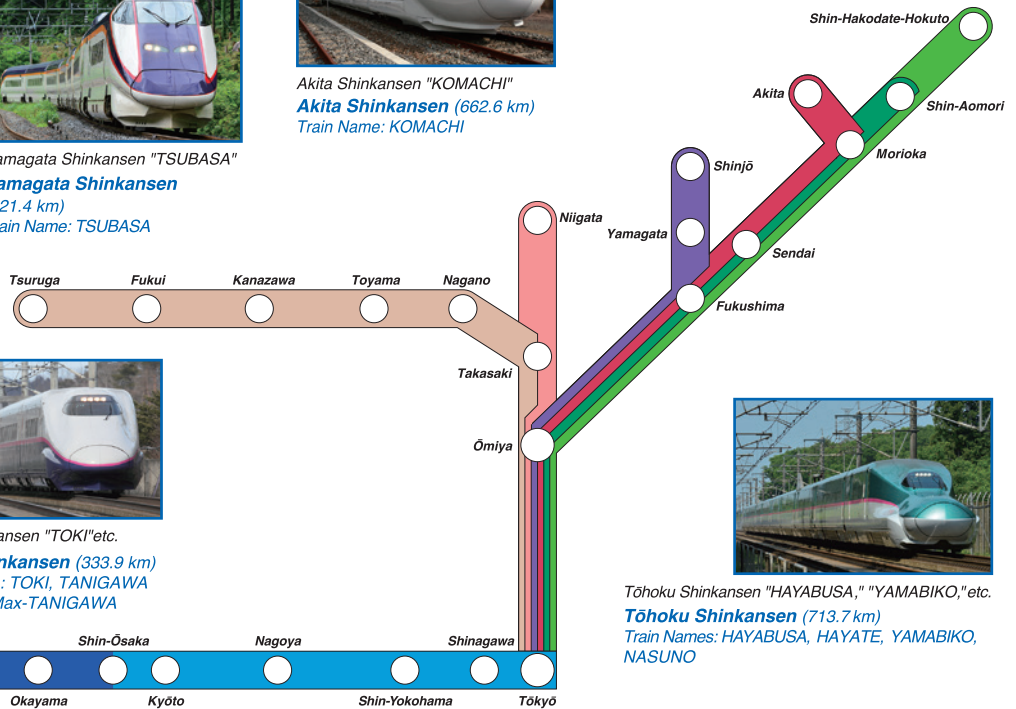 Shin-Hakodate-Hokuto
Akita Shinkansen "KOMACHI"
Akita Shinkansen (662.6 km)
Train Name: KOMACHI
Akita
Shin-Aomori
Morioka
amagata Shinkansen "TSUBASA"
amagata Shinkansen
21.4 km)
ain Name: TSUBASA
Shinjō
Yamagata
Niigata
Sendai
Fukushima
Tsuruga
Fukui
Kanazawa
Toyama
Nagano
Takasaki
Ōmiya
ansen "TOKI"etc.
nkansen (333.9 km)
: TOKI, TANIGAWA
Max-TANIGAWA
Tōhoku Shinkansen "HAYABUSA," "YAMABIKO,"etc.
Tōhoku Shinkansen (713.7 km)
Train Names: HAYABUSA, HAYATE, YAMABIKO,
NASUNO
Shin-Ōsaka
Nagoya
Shinagawa
Okayama
Kyōto
Shin-Yokohama
Tōkyō